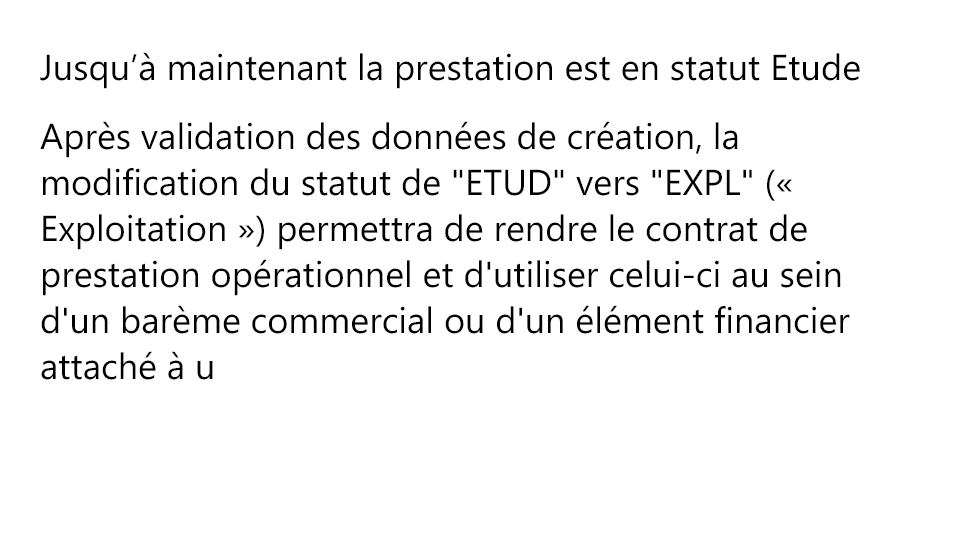 Jusqu’à maintenant la prestation est en statut Etude
Après validation des données de création, la
modification du statut de "ETUD" vers "EXPL" («
Exploitation ») permettra de rendre le contrat de
prestation opérationnel et d'utiliser celui-ci au sein
d'un barème commercial ou d'un élément financier
attaché à u